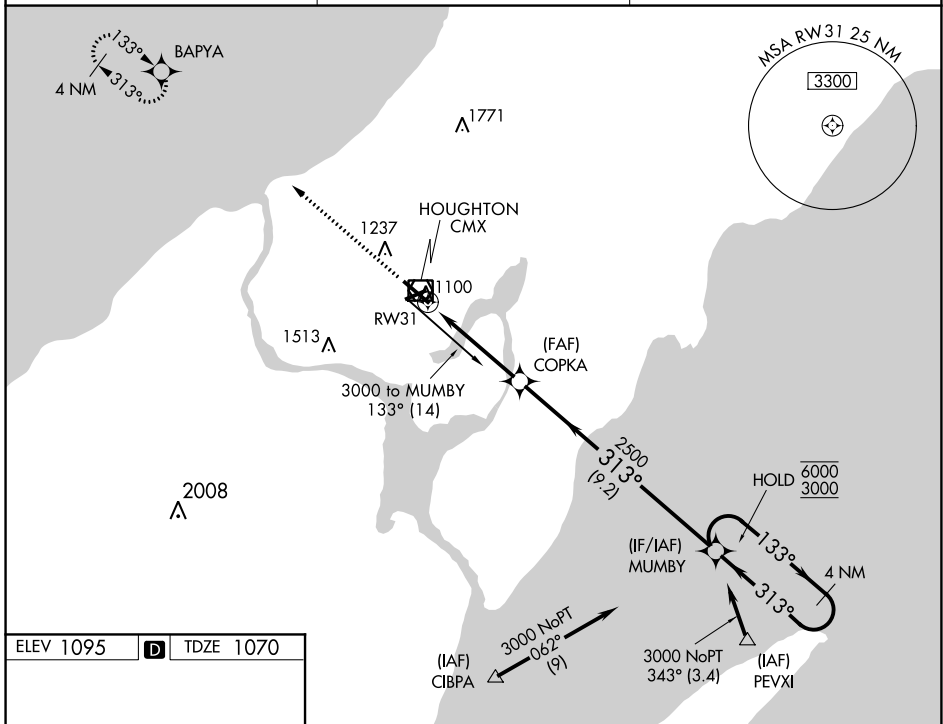 133°
BAPYA
4 NM
313°
MSA RW31 25 NM
3300
1771
HOUGHTON
CMX
1237
1100
RW31
1513
(FAF)
COPKA
3000 to MUMBY
133° (14)
2500
313°
(9.2)
2008
HOLD 6000
3000
(IF/IAF)
MUMBY
133°
4 NM
313°
3000 NoPT
062°
(9)
(IAF)
CIBPA
3000 NoPT
343° (3.4)
(IAF)
PEVXI
ELEV 1095 D TDZE 1070